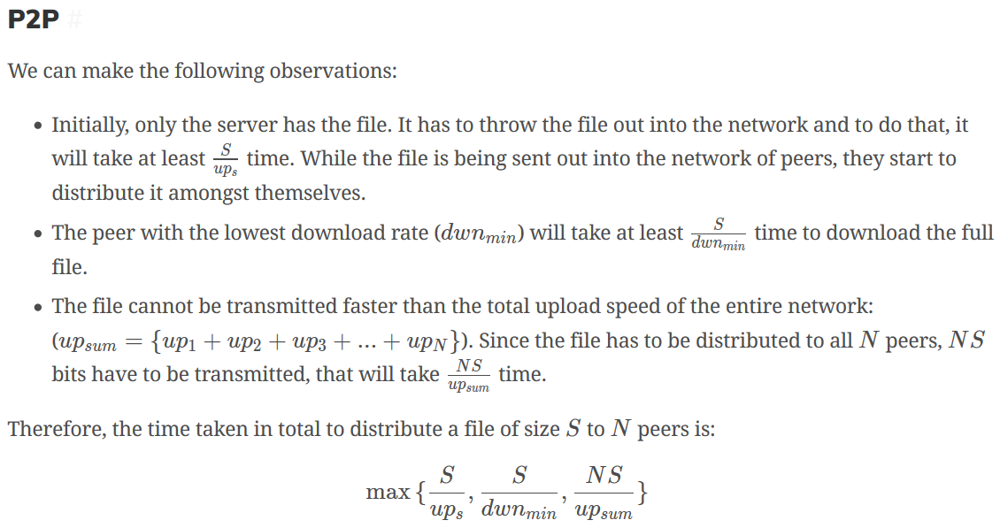 P2P #
We can make the following observations:
• Initially, only the server has the file. It has to throw the file out into the network and to do that, it
will take at least $\frac{S}{up_s}$ time. While the file is being sent out into the network of peers, they start to
distribute it amongst themselves.
• The peer with the lowest download rate ($dwn_{min}$) will take at least $\frac{S}{dwn_{min}}$ time to download the full
file.
• The file cannot be transmitted faster than the total upload speed of the entire network:
($up_{sum} = \{up_1 + up_2 + up_3 + ... + up_N\}$). Since the file has to be distributed to all $N$ peers, $NS$
bits have to be transmitted, that will take $\frac{NS}{up_{sum}}$ time.
Therefore, the time taken in total to distribute a file of size $S$ to $N$ peers is:
$\max\{\frac{S}{up_s}, \frac{S}{dwn_{min}}, \frac{NS}{up_{sum}}\}$